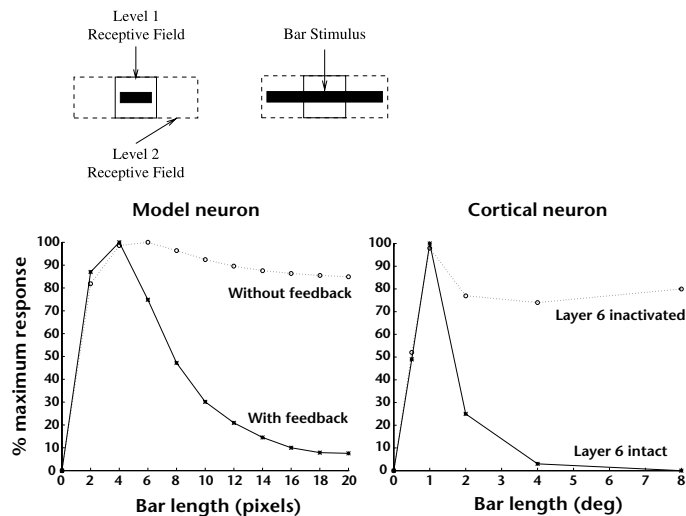 Level 1
Receptive Field
Bar Stimulus
Level 2
Receptive Field
Model neuron
Cortical neuron
% maximum response
100
90
80
70
60
50
40
30
20
10
0
Without feedback
With feedback
0 2 4 6 8 10 12 14 16 18 20
Bar length (pixels)
100
90
80
70
60
50
40
30
20
10
0
Layer 6 inactivated
Layer 6 intact
0 1 2 3 4 5 6 7 8
Bar length (deg)